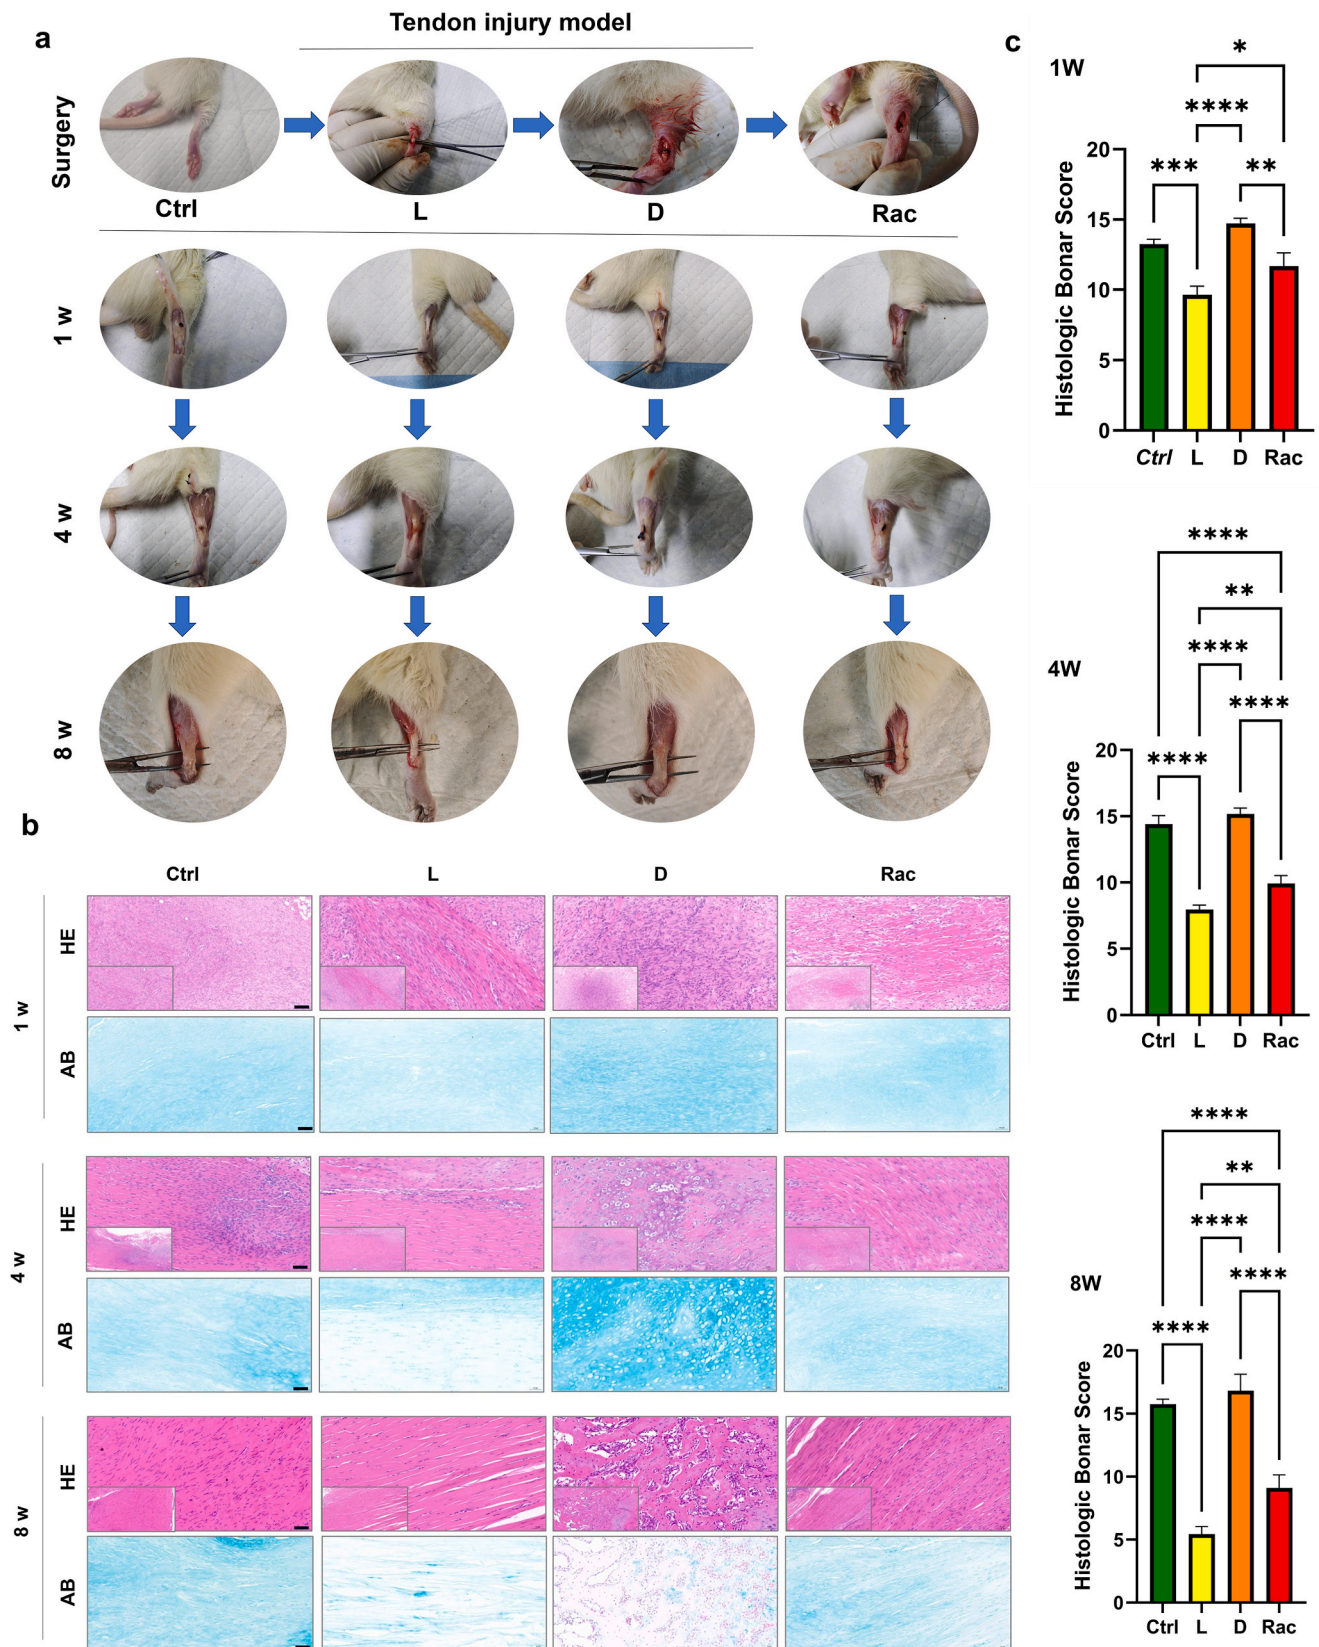 a
Tendon injury model
Surgery
Ctrl L D Rac
1 w
4 w
8 w
b
Ctrl L D Rac
1 w
HE
AB
4 w
HE
AB
8 w
HE
AB
c
1W
*
****
*** **
Histologic Bonar Score
20
15
10
5
0
Ctrl L D Rac
4W
****
**
****
****
****
Histologic Bonar Score
20
15
10
5
0
Ctrl L D Rac
8W
****
**
****
****
****
Histologic Bonar Score
20
15
10
5
0
Ctrl L D Rac